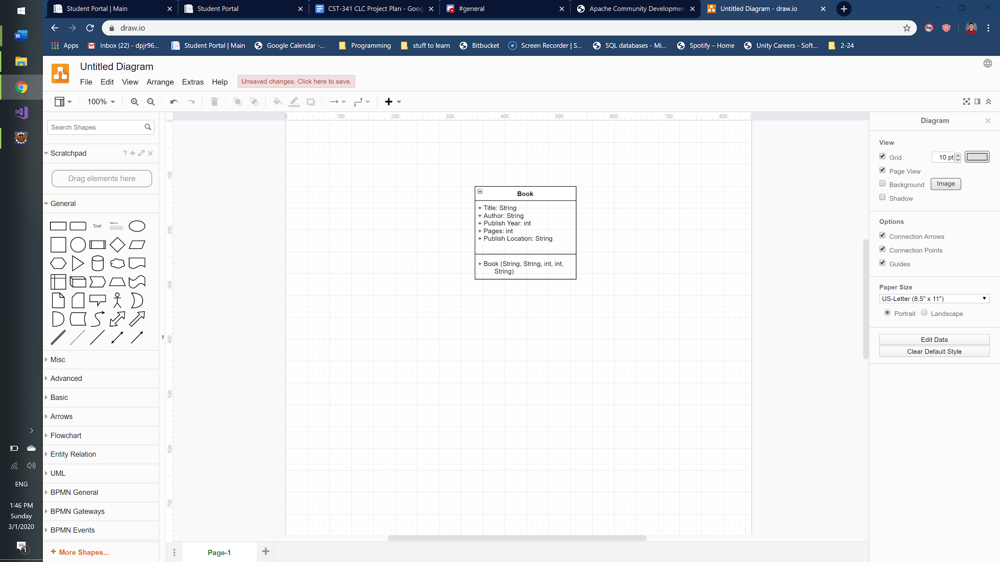 Student Portal | Main
Student Portal
CST-341 CLC Project Plan - Goog
#general
Apache Community Developmen
Untitled Diagram - draw.io
draw.io
Apps
Inbox (22) - dpjr96...
Student Portal | Main
Google Calendar -...
Programming
stuff to learn
Bitbucket
Screen Recorder | S...
SQL databases - Mi...
Spotify – Home
Unity Careers - Soft...
2-24
Untitled Diagram
File Edit View Arrange Extras Help
Unsaved changes. Click here to save.
100%
Search Shapes
Scratchpad
?
Drag elements here
General
Text
Heading
Misc
Advanced
Basic
Arrows
Flowchart
Entity Relation
UML
BPMN General
BPMN Gateways
BPMN Events
+ More Shapes...
0 100 200 300 400 500 600 700 800
0
100
200
300
400
500
600
700
Book
+ Title: String
+ Author: String
+ Publish Year: int
+ Pages: int
+ Publish Location: String
+ Book (String, String, int, int,
String)
Page-1
Diagram
View
Grid
10 pt
Page View
Background
Image
Shadow
Options
Connection Arrows
Connection Points
Guides
Paper Size
US-Letter (8,5" x 11")
Portrait
Landscape
Edit Data
Clear Default Style
W
Java EE
IDE
ENG
1:46 PM
Sunday
3/1/2020
1